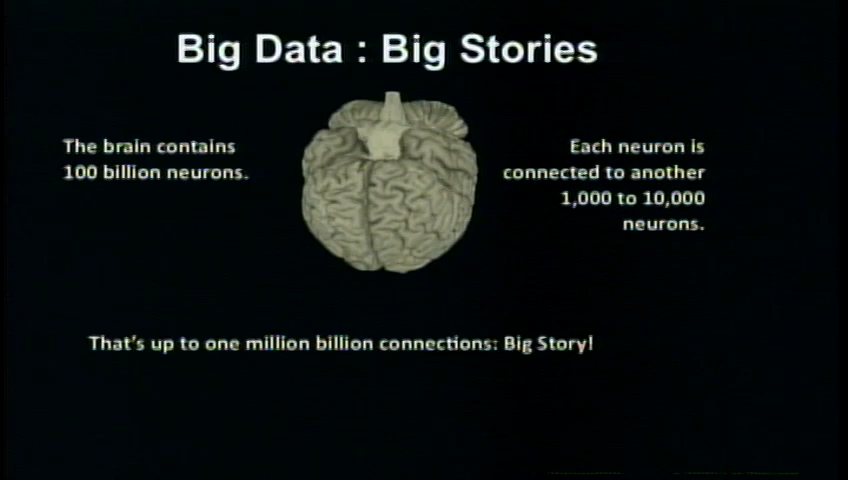 Big Data : Big Stories
The brain contains
100 billion neurons.
Each neuron is
connected to another
1,000 to 10,000
neurons.
That's up to one million billion connections: Big Story!